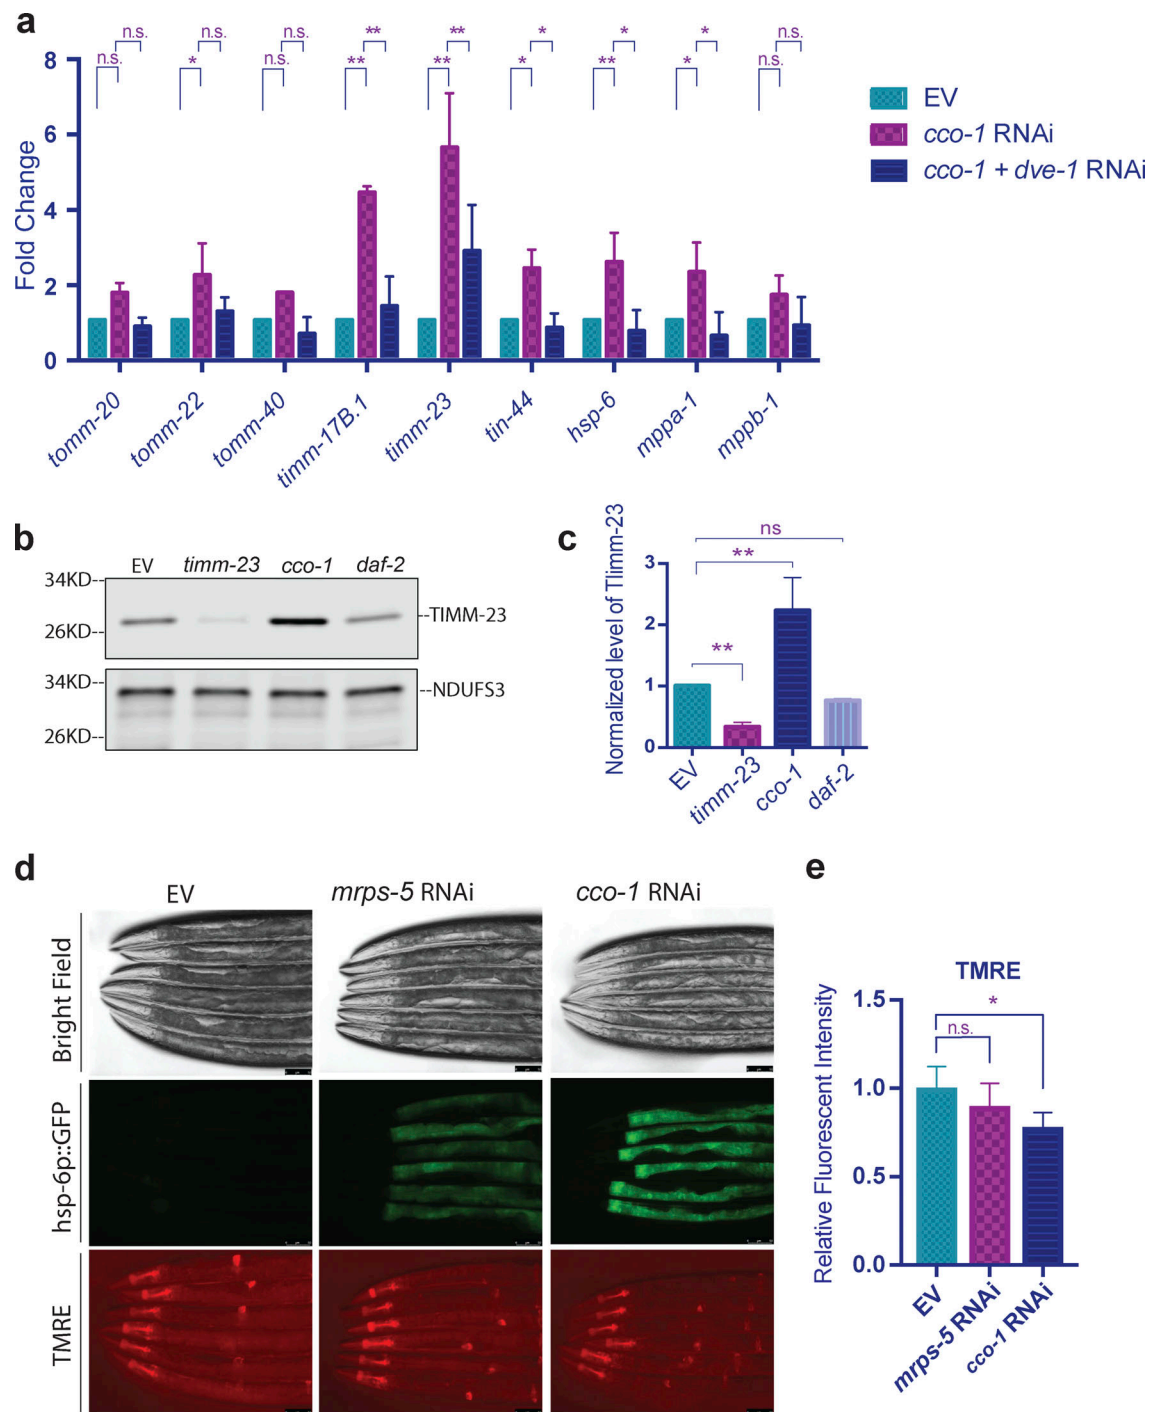 a
n.s. n.s. n.s. ** ** * * * n.s.
n.s. * n.s. ** ** * ** * n.s.
Fold Change
8
6
4
2
0
EV
cco-1 RNAi
cco-1 + dve-1 RNAi
tomm-20 tomm-22 tomm-40 timm-17B.1 timm-23 tin-44 hsp-6 mppa-1 mppb-1
b
EV timm-23 cco-1 daf-2
34KD--
--TIMM-23
26KD--
34KD--
--NDUFS3
26KD--
c
Normalized level of TIimm-23
ns
**
**
3
2
1
0
EV timm-23 cco-1 daf-2
d
EV mrps-5 RNAi cco-1 RNAi
Bright Field
hsp-6p::GFP
TMRE
e
TMRE
Relative Fluorescent Intensity
*
n.s.
1.5
1.0
0.5
0.0
EV mrps-5 RNAi cco-1 RNAi